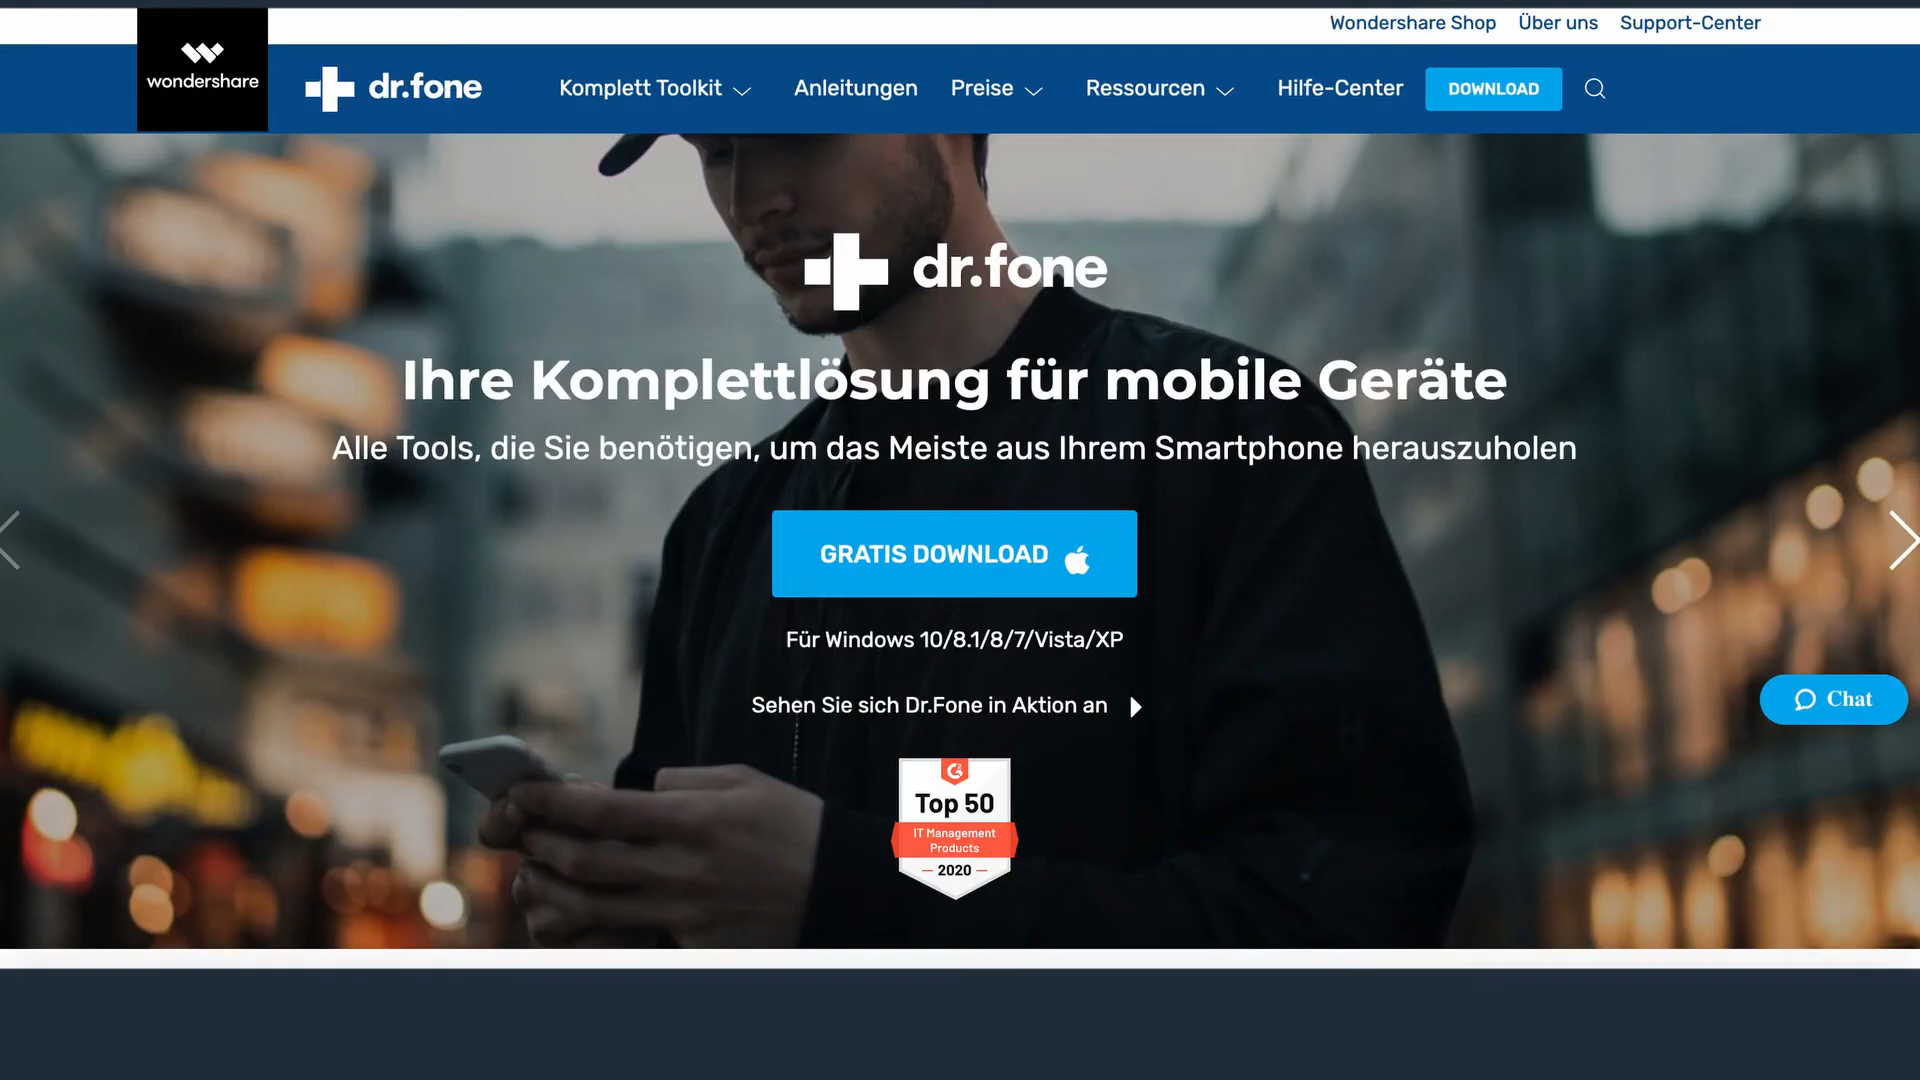 Wondershare Shop Über uns Support-Center
wondershare
dr.fone
Komplett Toolkit Anleitungen Preise Ressourcen Hilfe-Center DOWNLOAD
dr.fone
Ihre Komplettlösung für mobile Geräte
Alle Tools, die Sie benötigen, um das Meiste aus Ihrem Smartphone herauszuholen
GRATIS DOWNLOAD
Für Windows 10/8.1/8/7/Vista/XP
Sehen Sie sich Dr.Fone in Aktion an
Chat
G2
Top 50
IT Management
Products
2020